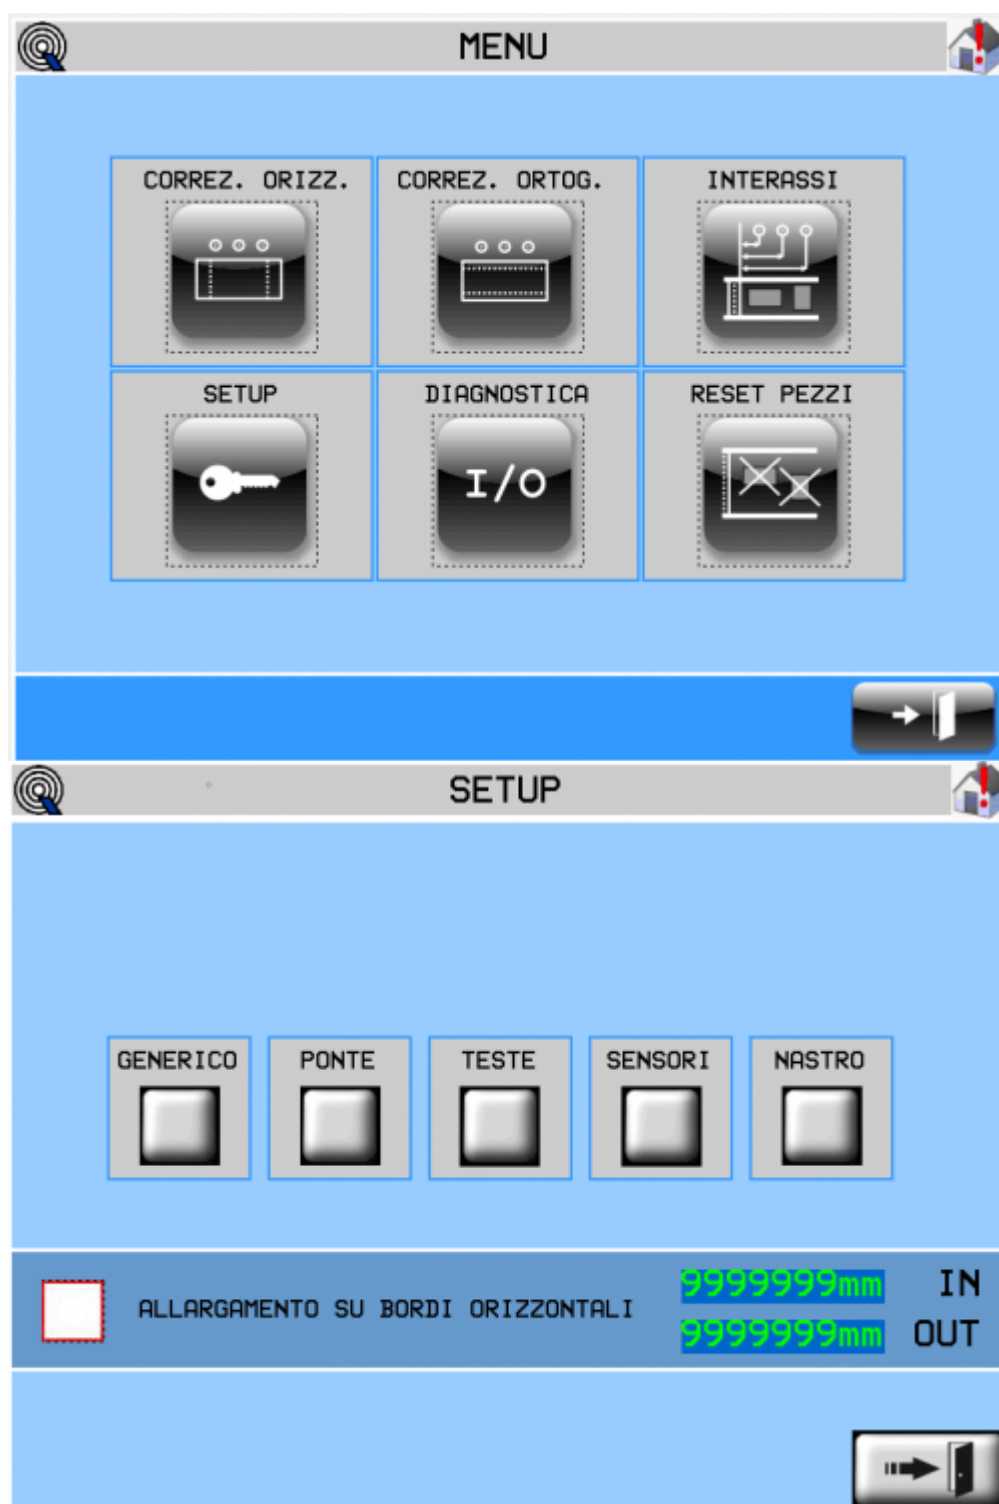 MENU
CORREZ. ORIZZ.
CORREZ. ORTOG.
INTERASSI
SETUP
DIAGNOSTICA
I/O
RESET PEZZI
SETUP
GENERICO
PONTE
TESTE
SENSORI
NASTRO
ALLARGAMENTO SU BORDI ORIZZONTALI
9999999mm IN
9999999mm OUT